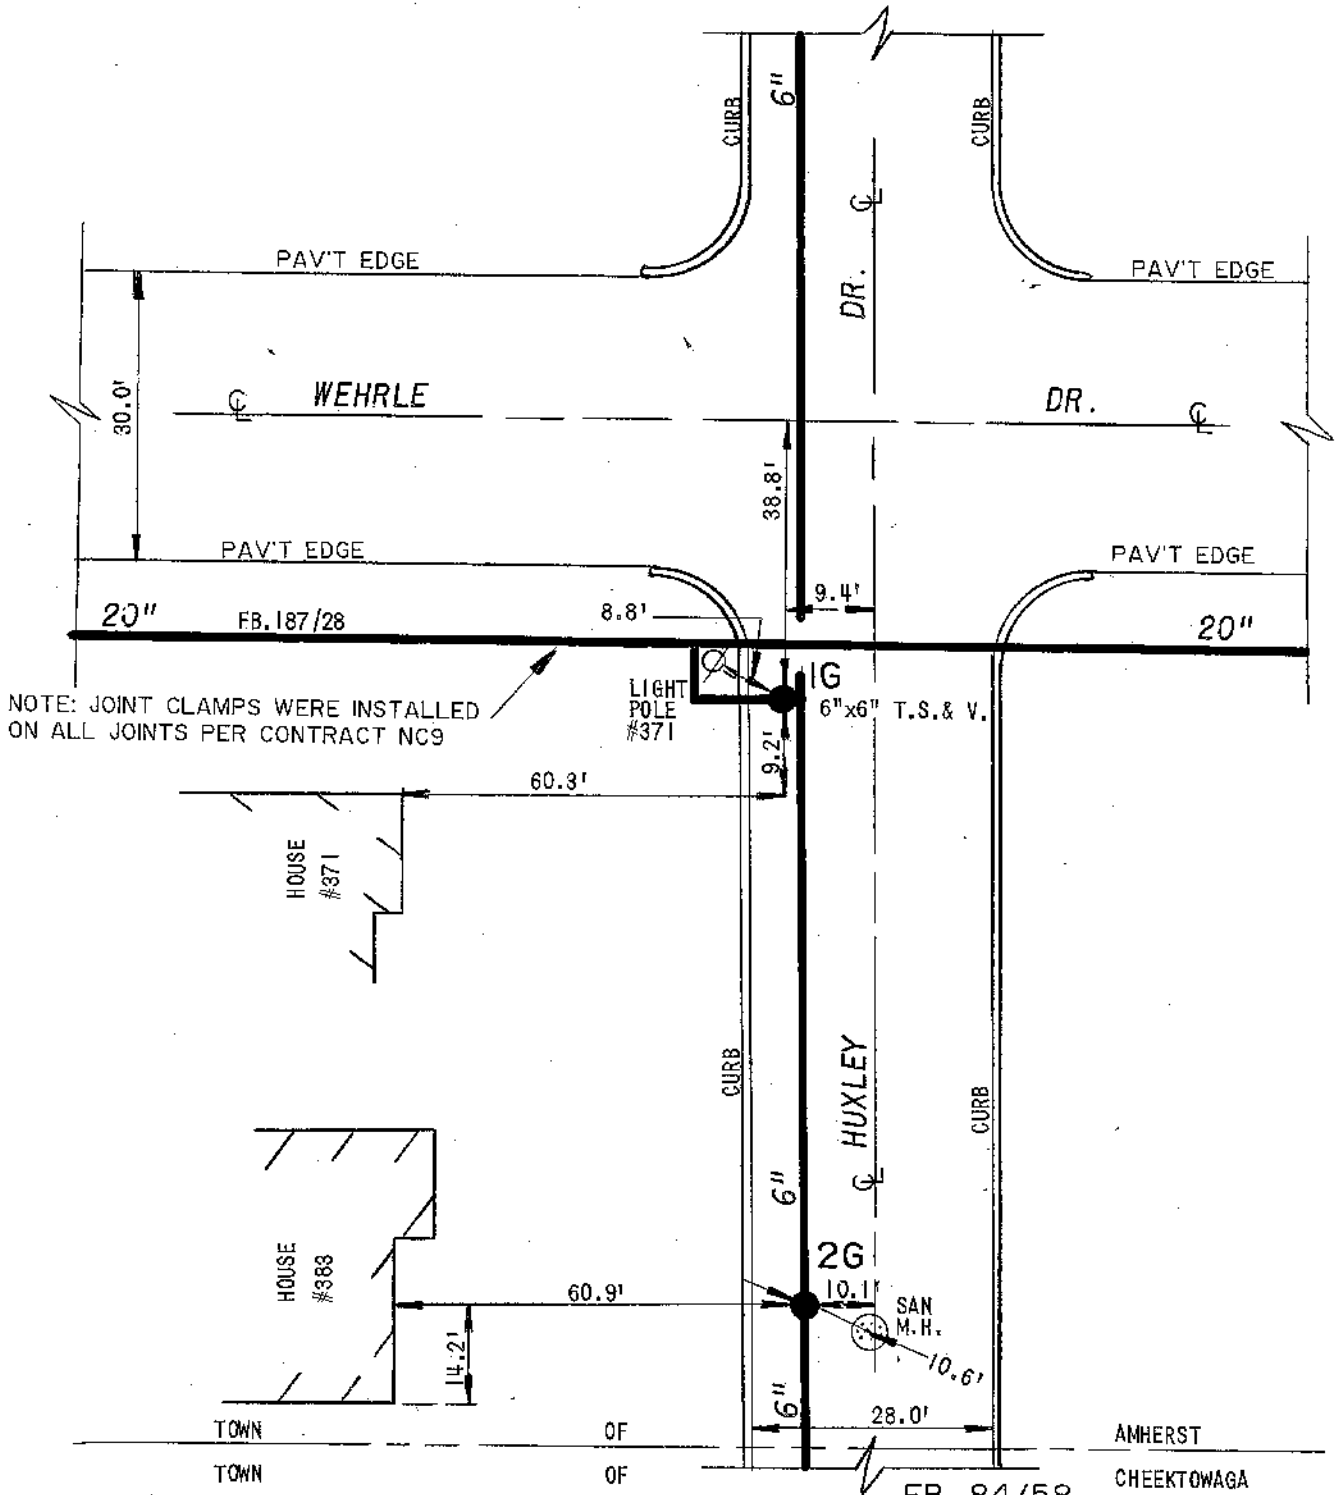 6"
CURB
CURB
℄
PAV'T EDGE
PAV'T EDGE
DR.
30.0'
℄
WEHRLE
DR.
℄
38.8'
PAV'T EDGE
PAV'T EDGE
9.4'
20"
FB.187/28
8.8'
20"
1G
LIGHT
POLE
#371
6"x6" T.S.& V.
NOTE: JOINT CLAMPS WERE INSTALLED
ON ALL JOINTS PER CONTRACT NC9
9.2'
60.3'
HOUSE
#371
CURB
HUXLEY
CURB
6"
℄
2G
HOUSE
#383
60.9'
10.1'
SAN
M.H.
14.2'
10.6'
6"
28.0'
TOWN OF AMHERST
TOWN OF CHEEKTOWAGA
FB. 84/58